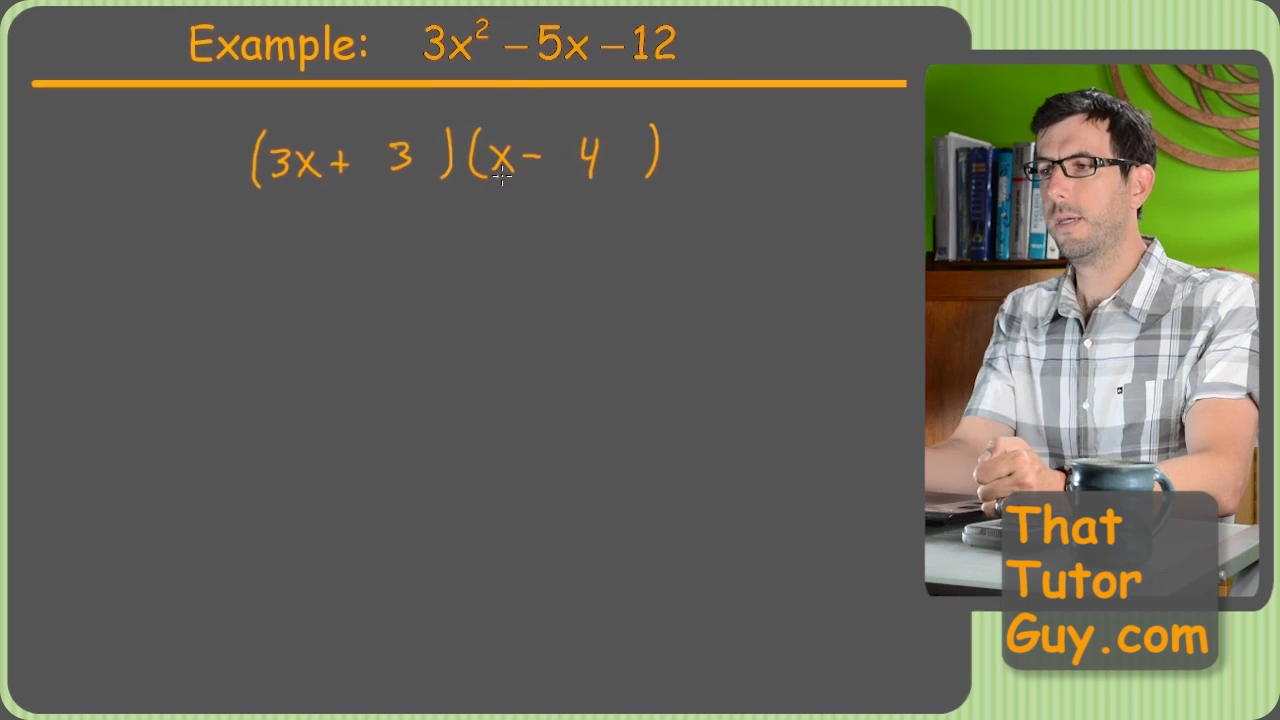 Example: 3x² – 5x – 12
(3x + 3)(x – 4)
That
Tutor
Guy.com